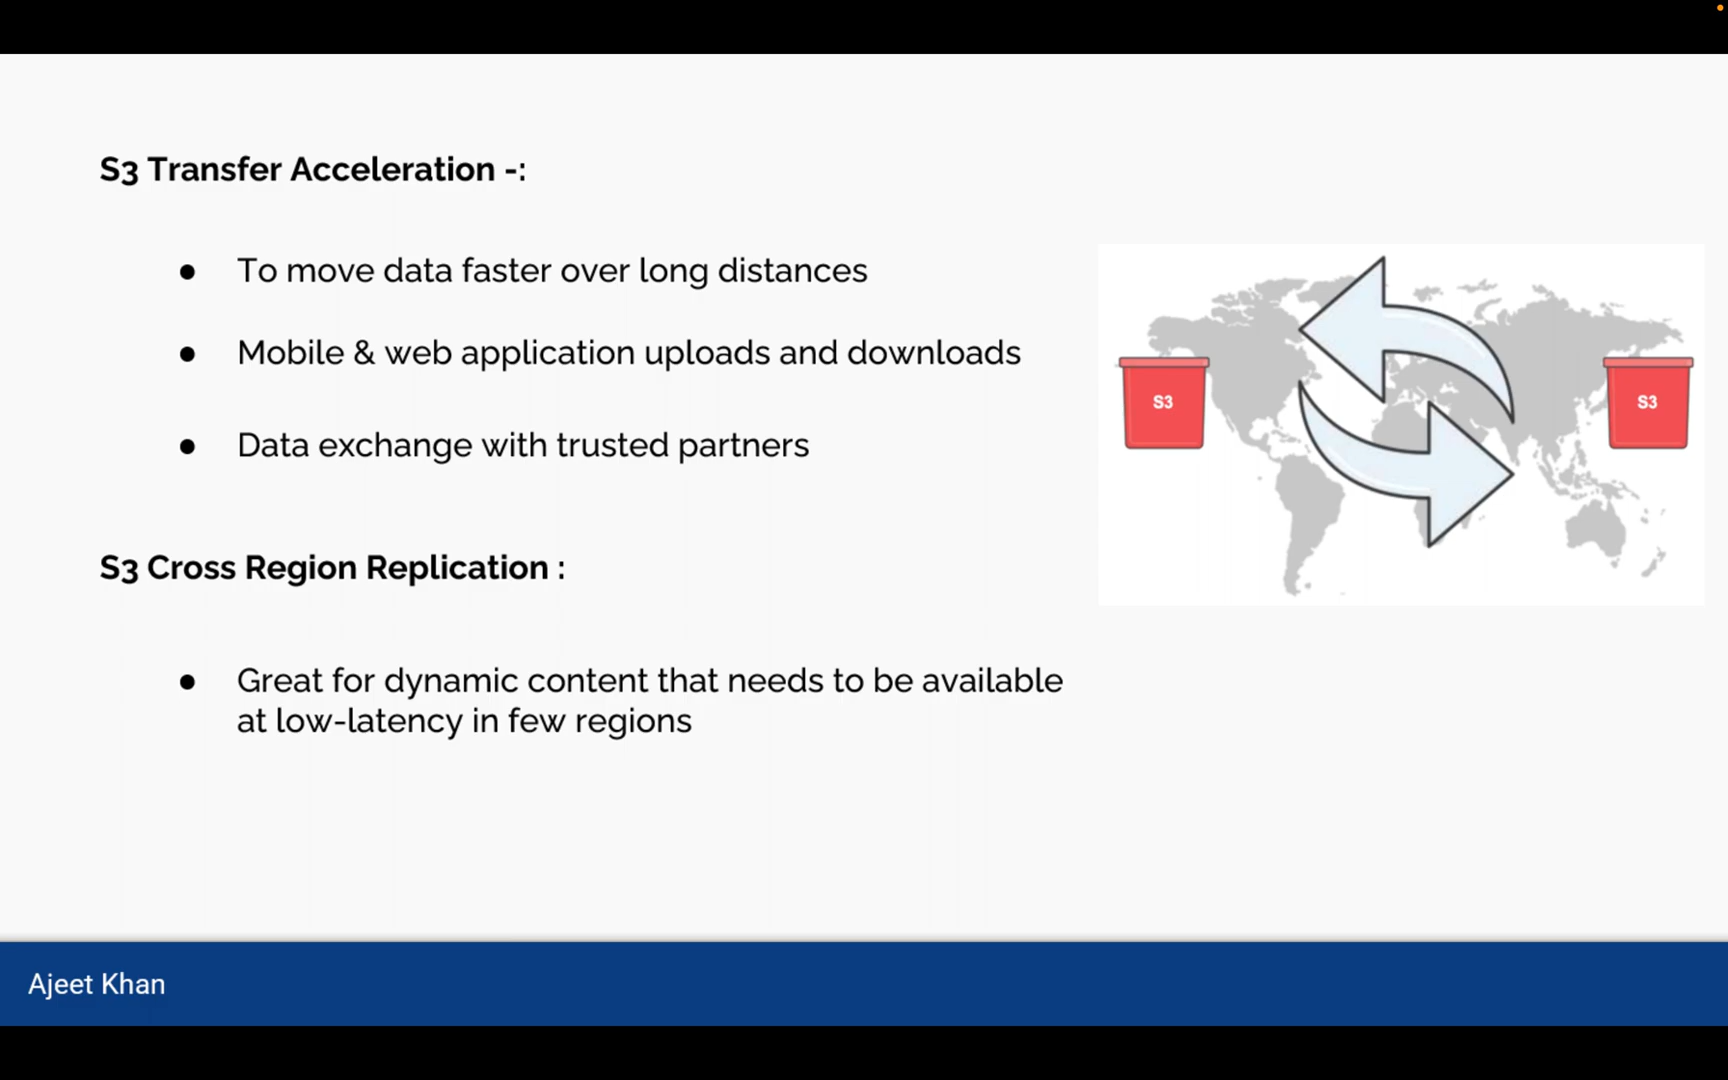 S3 Transfer Acceleration -:
● To move data faster over long distances
● Mobile & web application uploads and downloads
● Data exchange with trusted partners
S3 S3
S3 Cross Region Replication :
● Great for dynamic content that needs to be available
at low-latency in few regions
Ajeet Khan